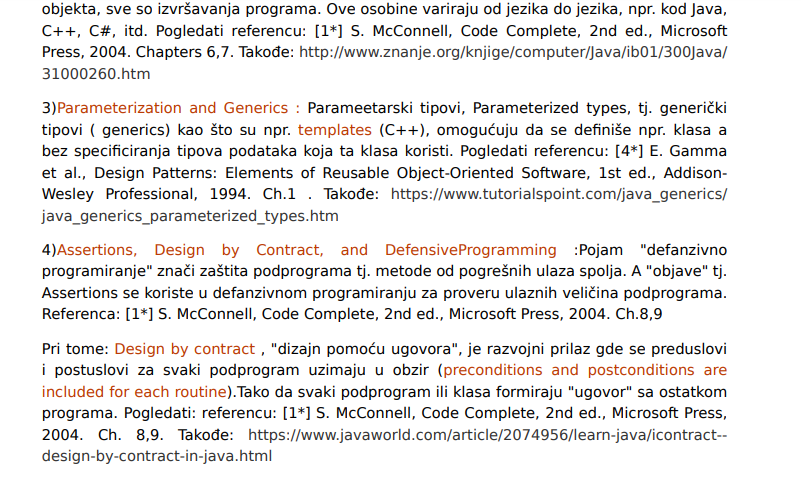 objekta, sve so izvršavanja programa. Ove osobine variraju od jezika do jezika, npr. kod Java,
C++, C#, itd. Pogledati referencu: [1*] S. McConnell, Code Complete, 2nd ed., Microsoft
Press, 2004. Chapters 6,7. Takođe: http://www.znanje.org/knjige/computer/Java/ib01/300Java/
31000260.htm
3)Parameterization and Generics : Parameetarski tipovi, Parameterized types, tj. generički
tipovi ( generics) kao što su npr. templates (C++), omogućuju da se definiše npr. klasa a
bez specificiranja tipova podataka koja ta klasa koristi. Pogledati referencu: [4*] E. Gamma
et al., Design Patterns: Elements of Reusable Object-Oriented Software, 1st ed., Addison-
Wesley Professional, 1994. Ch.1 . Takođe: https://www.tutorialspoint.com/java_generics/
java_generics_parameterized_types.htm
4)Assertions, Design by Contract, and DefensiveProgramming :Pojam "defanzivno
programiranje" znači zaštita podprograma tj. metode od pogrešnih ulaza spolja. A "objave" tj.
Assertions se koriste u defanzivnom programiranju za proveru ulaznih veličina podprograma.
Referenca: [1*] S. McConnell, Code Complete, 2nd ed., Microsoft Press, 2004. Ch.8,9
Pri tome: Design by contract , "dizajn pomoću ugovora", je razvojni prilaz gde se preduslovi
i postuslovi za svaki podprogram uzimaju u obzir (preconditions and postconditions are
included for each routine).Tako da svaki podprogram ili klasa formiraju "ugovor" sa ostatkom
programa. Pogledati: referencu: [1*] S. McConnell, Code Complete, 2nd ed., Microsoft Press,
2004. Ch. 8,9. Takođe: https://www.javaworld.com/article/2074956/learn-java/icontract--
design-by-contract-in-java.html